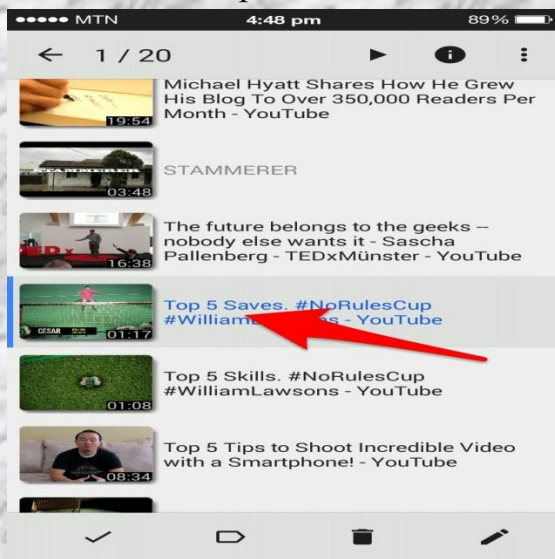 MTN 4:48 pm 89%
1 / 20
Michael Hyatt Shares How He Grew
His Blog To Over 350,000 Readers Per
Month - YouTube
19:54
STAMMERER
STAMMERER
03:48
The future belongs to the geeks --
nobody else wants it - Sascha
Pallenberg - TEDxMünster - YouTube
TEDx
16:38
Top 5 Saves. #NoRulesCup
- YouTube
CESAR
01:17
Top 5 Skills. #NoRulesCup
#WilliamLawsons - YouTube
01:08
Top 5 Tips to Shoot Incredible Video
with a Smartphone! - YouTube
08:34